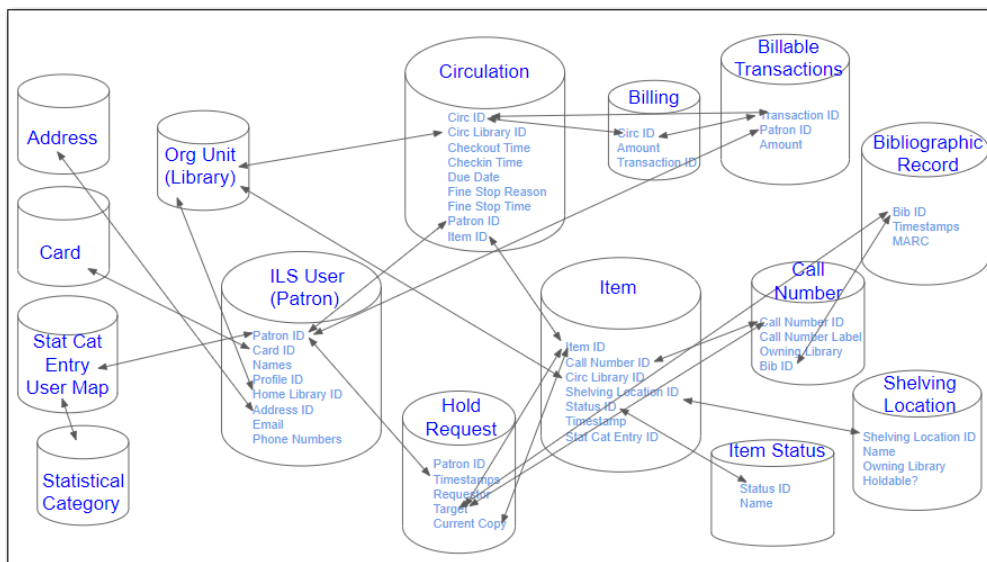 Address
Card
Stat Cat
Entry
User Map
Statistical
Category
Org Unit
(Library)
ILS User
(Patron)
Patron ID
Card ID
Names
Profile ID
Home Library ID
Address ID
Email
Phone Numbers
Circulation
Circ ID
Circ Library ID
Checkout Time
Checkin Time
Due Date
Fine Stop Reason
Fine Stop Time
Patron ID
Item ID
Hold
Request
Patron ID
Timestamps
Requestor
Target
Current Copy
Billing
Circ ID
Amount
Transaction ID
Billable
Transactions
Transaction ID
Patron ID
Amount
Item
Item ID
Call Number ID
Circ Library ID
Shelving Location ID
Status ID
Timestamp
Stat Cat Entry ID
Bibliographic
Record
Bib ID
Timestamps
MARC
Call
Number
Call Number ID
Call Number Label
Owning Library
Bib ID
Item Status
Status ID
Name
Shelving
Location
Shelving Location ID
Name
Owning Library
Holdable?